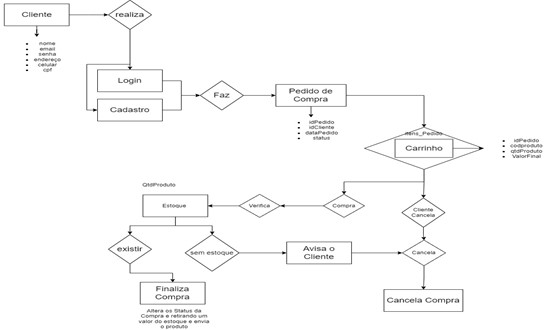 Cliente
realiza
nome
email
senha
endereço
celular
cpf
Login
Cadastro
Faz
Pedido de
Compra
idPedido
idCliente
dataPedido
status
itens_Pedido
Carrinho
idPedido
codproduto
qtdProduto
ValorFinal
QtdProduto
Estoque
Verifica
Compra
Cliente
Cancela
existir
sem estoque
Avisa o
Cliente
Cancela
Finaliza
Compra
Cancela Compra
Altera os Status da
Compra e retirando um
valor do estoque e envia
o produto